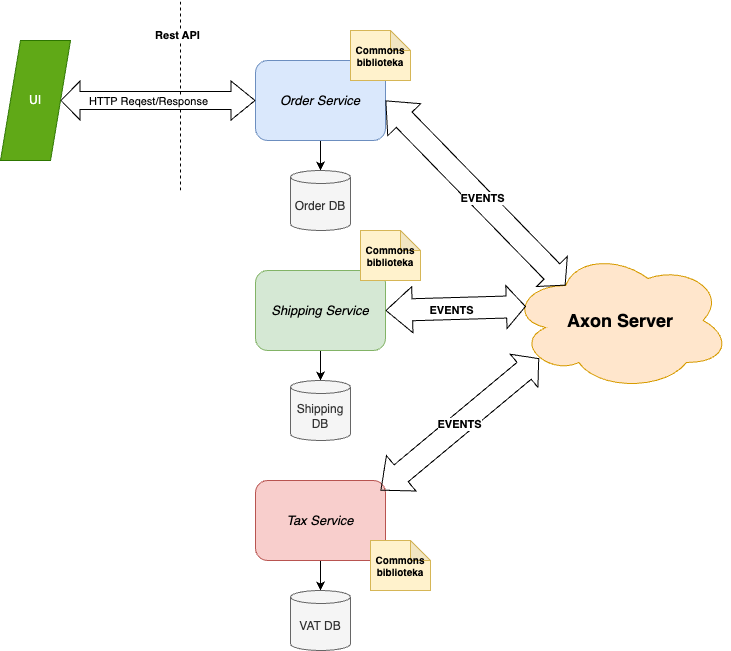 Rest API
Commons
biblioteka
UI
HTTP Reqest/Response
Order Service
EVENTS
Order DB
Commons
biblioteka
Shipping Service
EVENTS
Axon Server
Shipping
DB
EVENTS
Tax Service
Commons
biblioteka
VAT DB